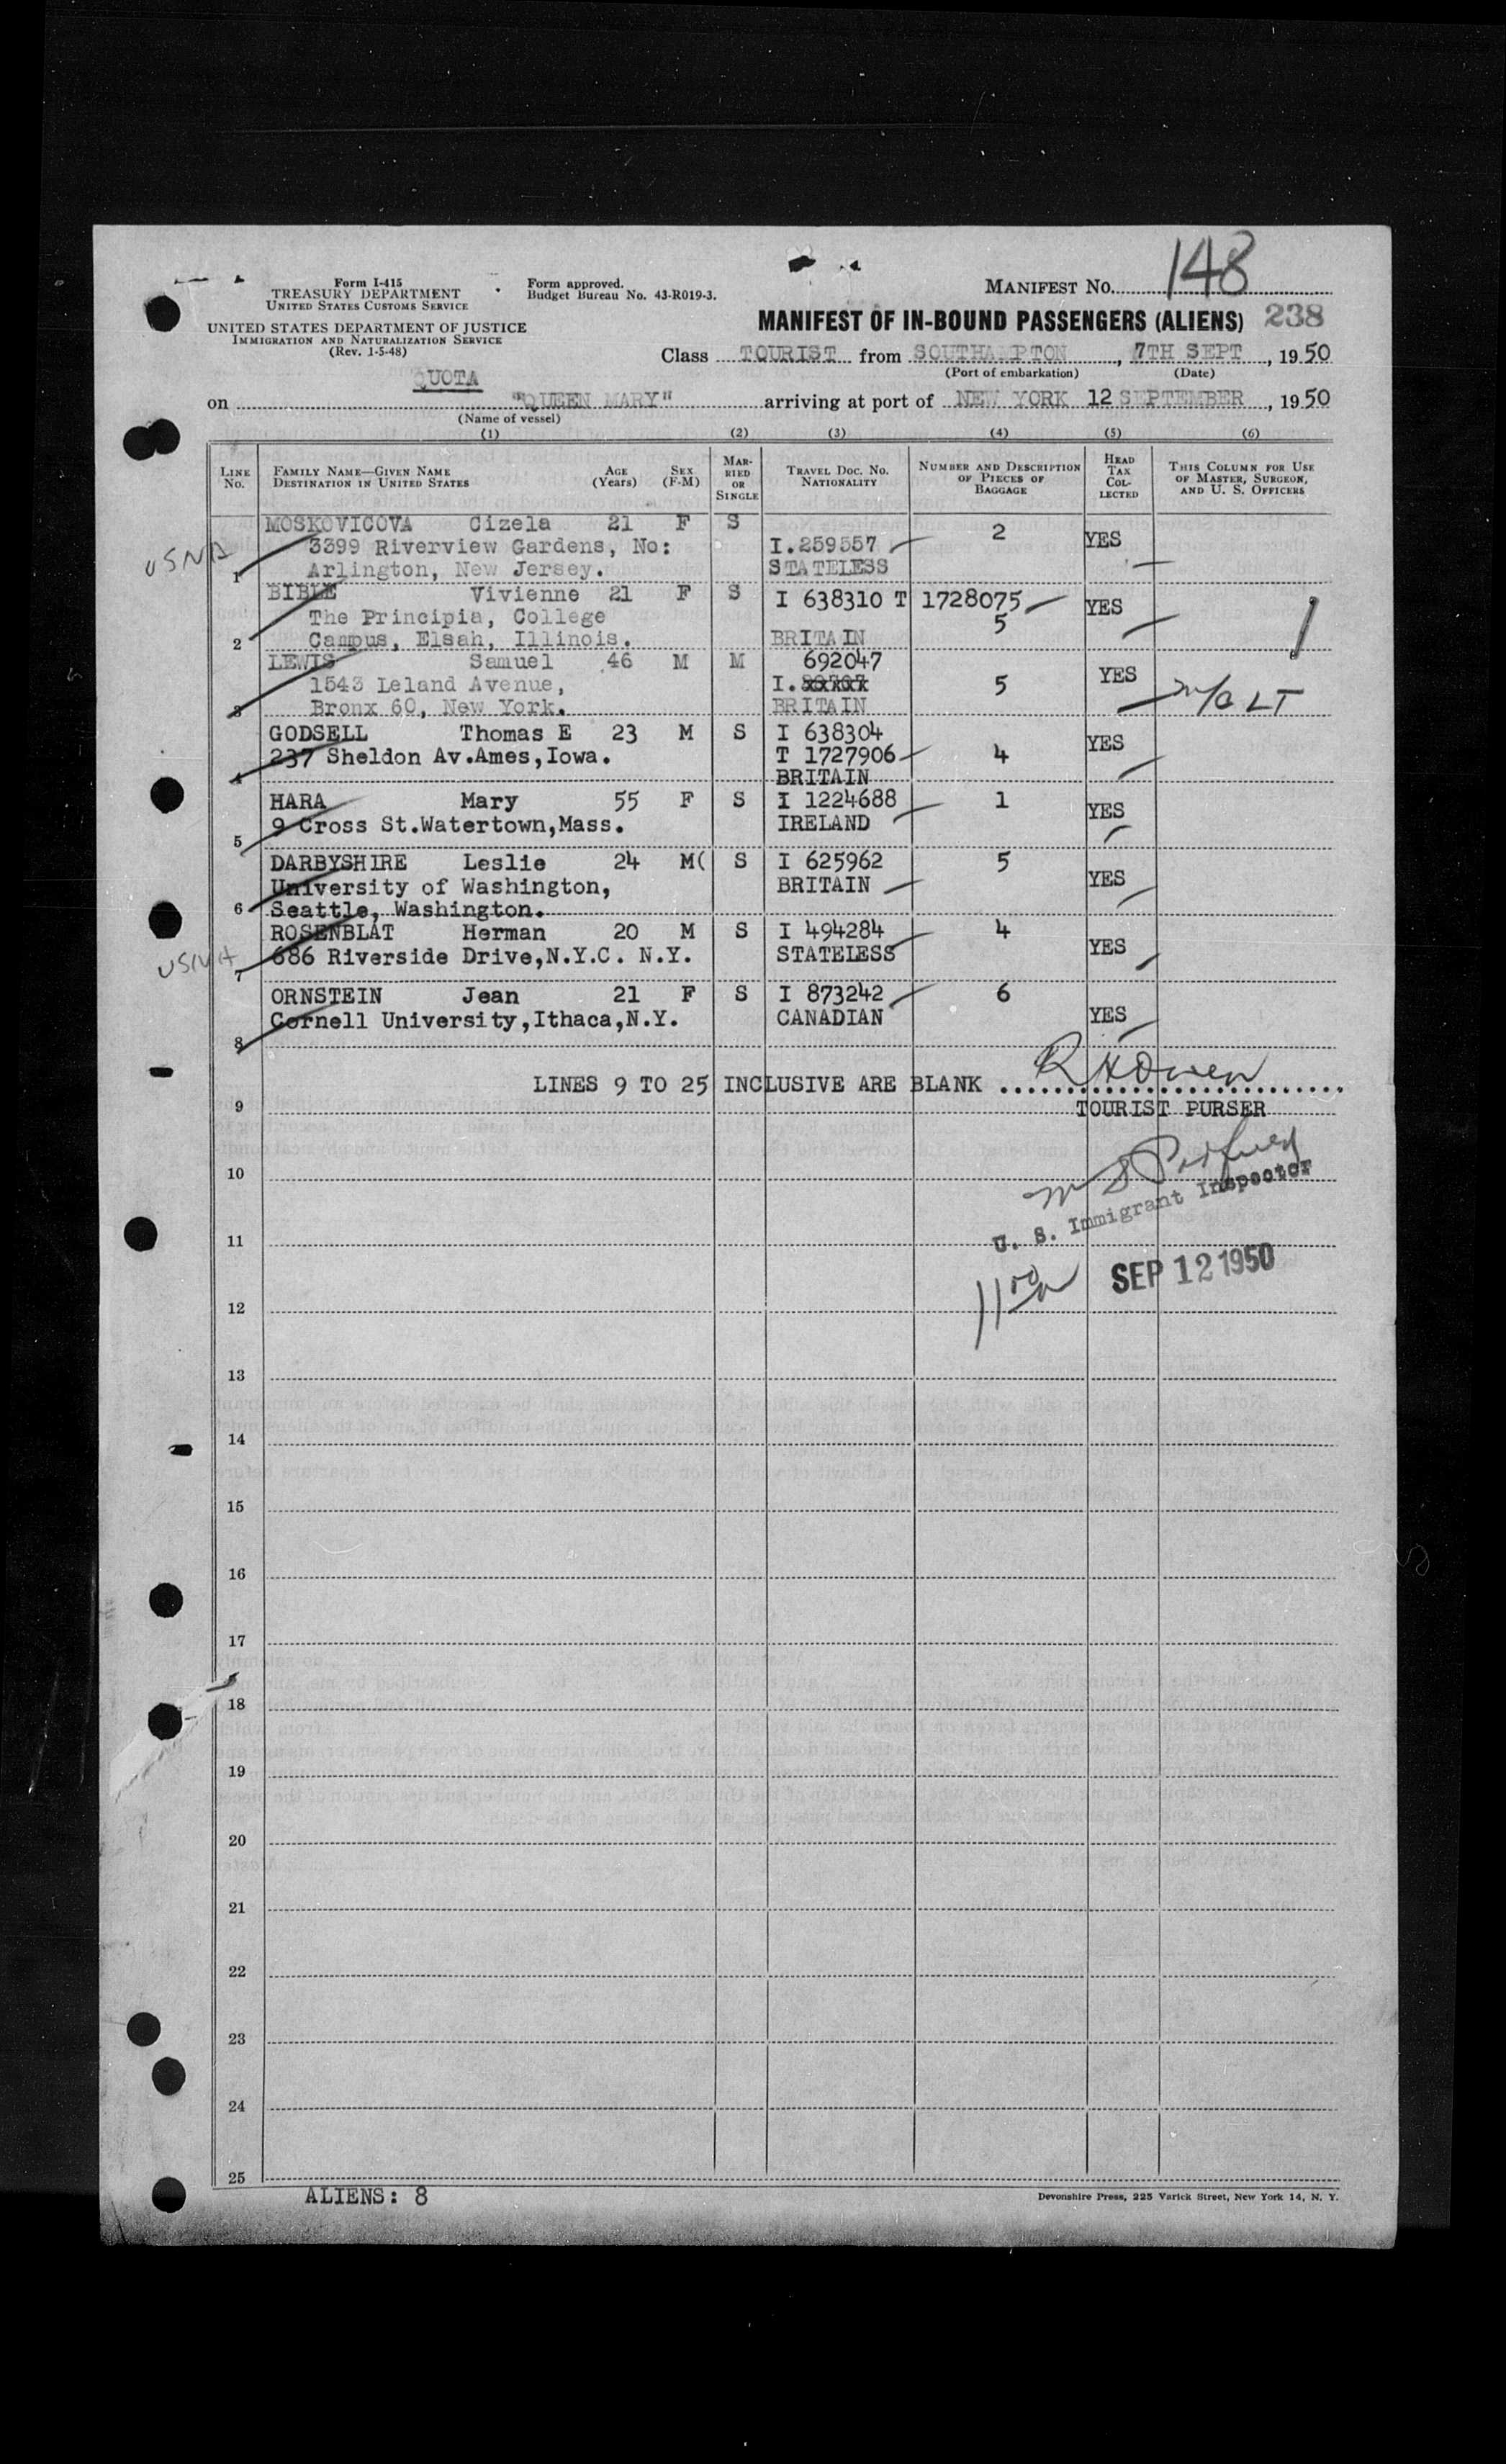 148
Form I-415
TREASURY DEPARTMENT
UNITED STATES CUSTOMS SERVICE
Form approved.
Budget Bureau No. 43-R019-3.
MANIFEST NO.
UNITED STATES DEPARTMENT OF JUSTICE
IMMIGRATION AND NATURALIZATION SERVICE
(Rev. 1-5-48)
MANIFEST OF IN-BOUND PASSENGERS (ALIENS) 238
Class TOURIST from SOUTHAMPTON, 7TH SEPT, 1950
(Port of embarkation) (Date)
QUOTA
on "QUEEN MARY" arriving at port of NEW YORK 12 SEPTEMBER, 1950
(Name of vessel)
(1) (2) (3) (4) (5) (6)
LINE No. FAMILY NAME—GIVEN NAME DESTINATION IN UNITED STATES AGE (Years) SEX (F-M) MARRIED OR SINGLE TRAVEL DOC. NO. NATIONALITY NUMBER AND DESCRIPTION OF PIECES OF BAGGAGE HEAD TAX COLLECTED THIS COLUMN FOR USE OF MASTER, SURGEON, AND U. S. OFFICERS
MOSKOVICOVA Gizela 21 F S 2
USNA 3399 Riverview Gardens, No: I.259557 YES
1 Arlington, New Jersey. STATELESS
BIBLE Vivienne 21 F S I 638310 T 1728075 YES
The Principia, College 5
2 Campus, Elsah, Illinois. BRITAIN
LEWIS Samuel 46 M M 692047
1543 Leland Avenue, I. 5 YES
3 Bronx 60, New York. BRITAIN LT
GODSELL Thomas E 23 M S I 638304
237 Sheldon Av.Ames,Iowa. T 1727906 4 YES
4 BRITAIN
HARA Mary 55 F S I 1224688 1 YES
9 Cross St.Watertown,Mass. IRELAND
5
DARBYSHIRE Leslie 24 M( S I 625962 5
University of Washington, BRITAIN YES
6 Seattle, Washington.
ROSENBLAT Herman 20 M S I 494284 4
USNA 686 Riverside Drive,N.Y.C. N.Y. STATELESS YES
7
ORNSTEIN Jean 21 F S I 873242 6
Cornell University,Ithaca,N.Y. CANADIAN YES
8
LINES 9 TO 25 INCLUSIVE ARE BLANK R H Owen
9 TOURIST PURSER
10
U. S. Immigrant Inspector
11
SEP 12 1950
12
13
14
15
16
17
18
19
20
21
22
23
24
25
ALIENS: 8
Devonshire Press, 225 Varick Street, New York 14, N. Y.